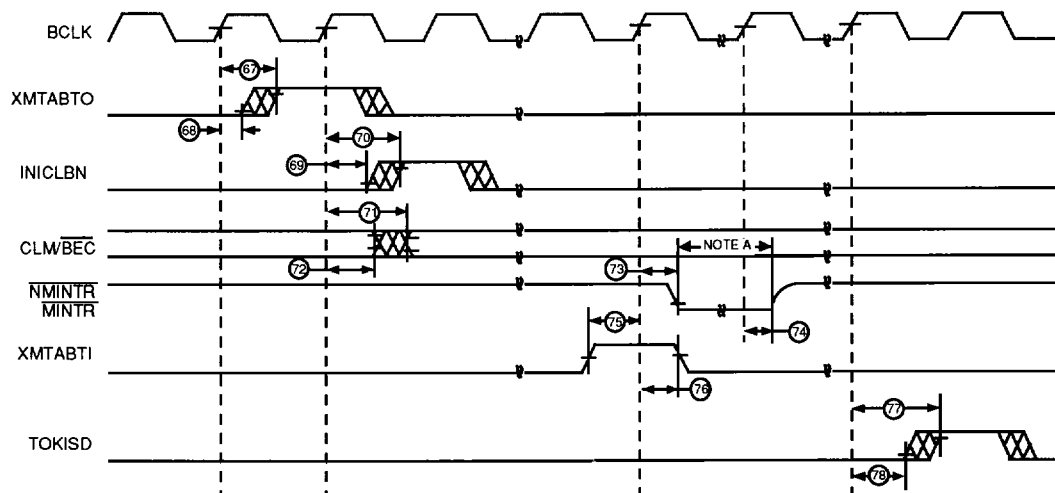 BCLK
67
XMTABTO
68
70
69
INICLBN
71
CLM/BEC
NOTE A
72
73
NMINTR
MINTR
75
74
XMTABTI
76
77
TOKISD
78